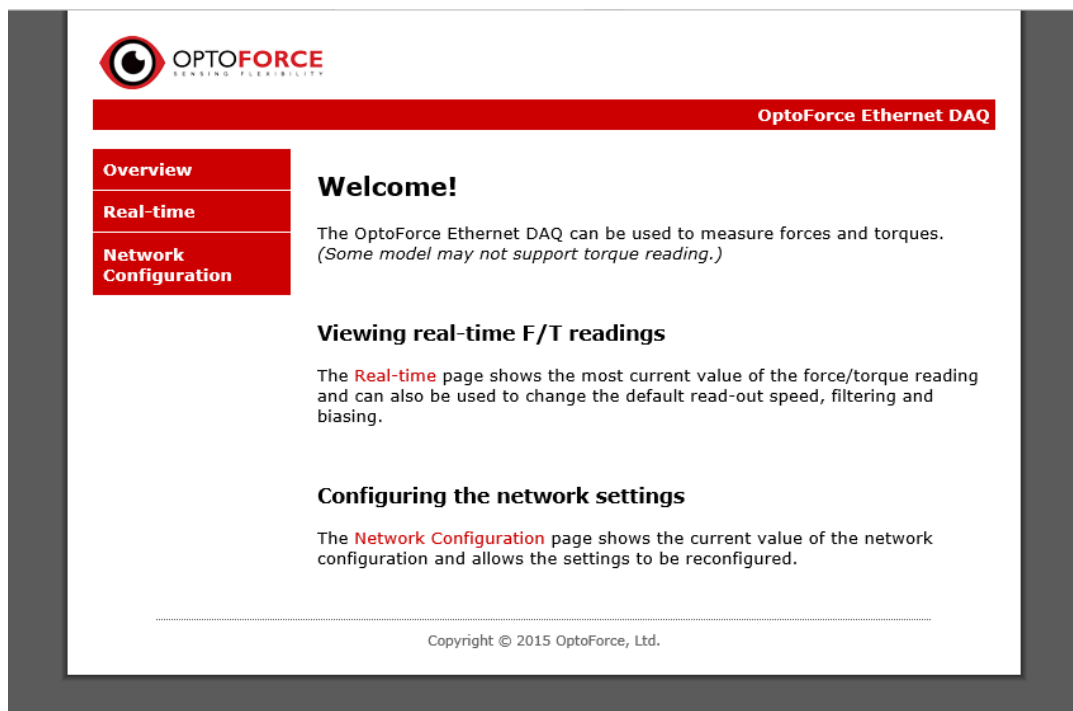 OPTOFORCE
SENSING FLEXIBILITY
OptoForce Ethernet DAQ
Overview
Real-time
Network
Configuration
Welcome!
The OptoForce Ethernet DAQ can be used to measure forces and torques.
(Some model may not support torque reading.)
Viewing real-time F/T readings
The Real-time page shows the most current value of the force/torque reading
and can also be used to change the default read-out speed, filtering and
biasing.
Configuring the network settings
The Network Configuration page shows the current value of the network
configuration and allows the settings to be reconfigured.
Copyright © 2015 OptoForce, Ltd.